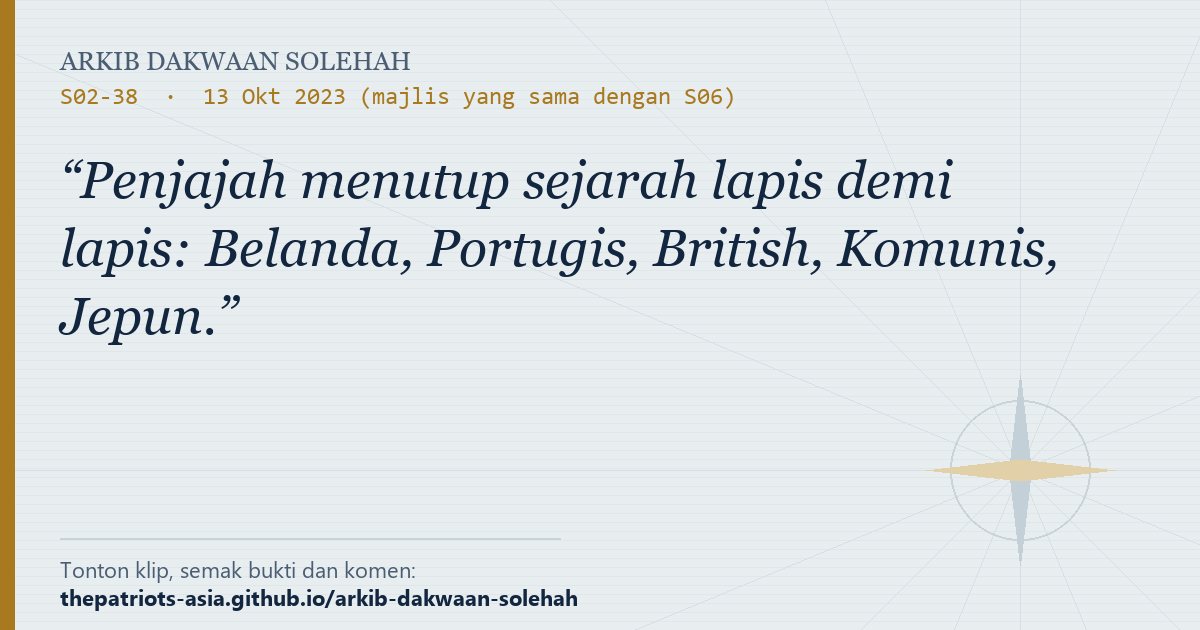 ARKIB DAKWAAN SOLEHAH
S02-38 · 13 Okt 2023 (majlis yang sama dengan S06)
“Penjajah menutup sejarah lapis demi
lapis: Belanda, Portugis, British, Komunis,
Jepun.”
Tonton klip, semak bukti dan komen:
thepatriots-asia.github.io/arkib-dakwaan-solehah